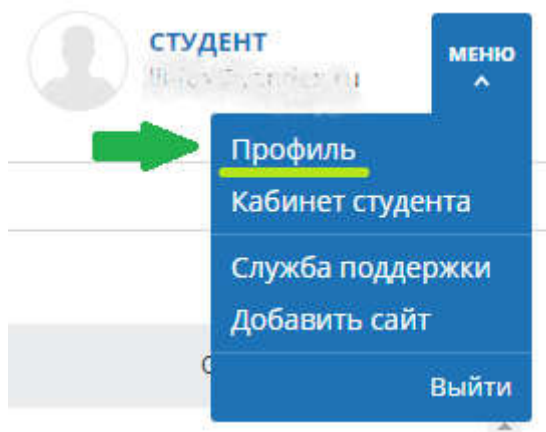 СТУДЕНТ
МЕНЮ
Профиль
Кабинет студента
Служба поддержки
Добавить сайт
Выйти